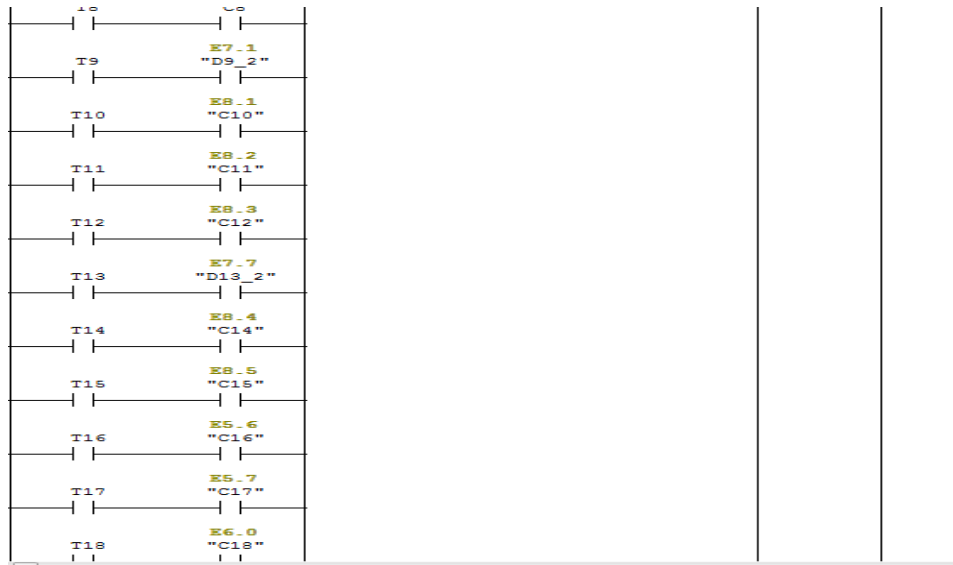 E7.1
T9 "D9_2"
E8.1
T10 "C10"
E8.2
T11 "C11"
E8.3
T12 "C12"
E7.7
T13 "D13_2"
E8.4
T14 "C14"
E8.5
T15 "C15"
E5.6
T16 "C16"
E5.7
T17 "C17"
E6.0
T18 "C18"